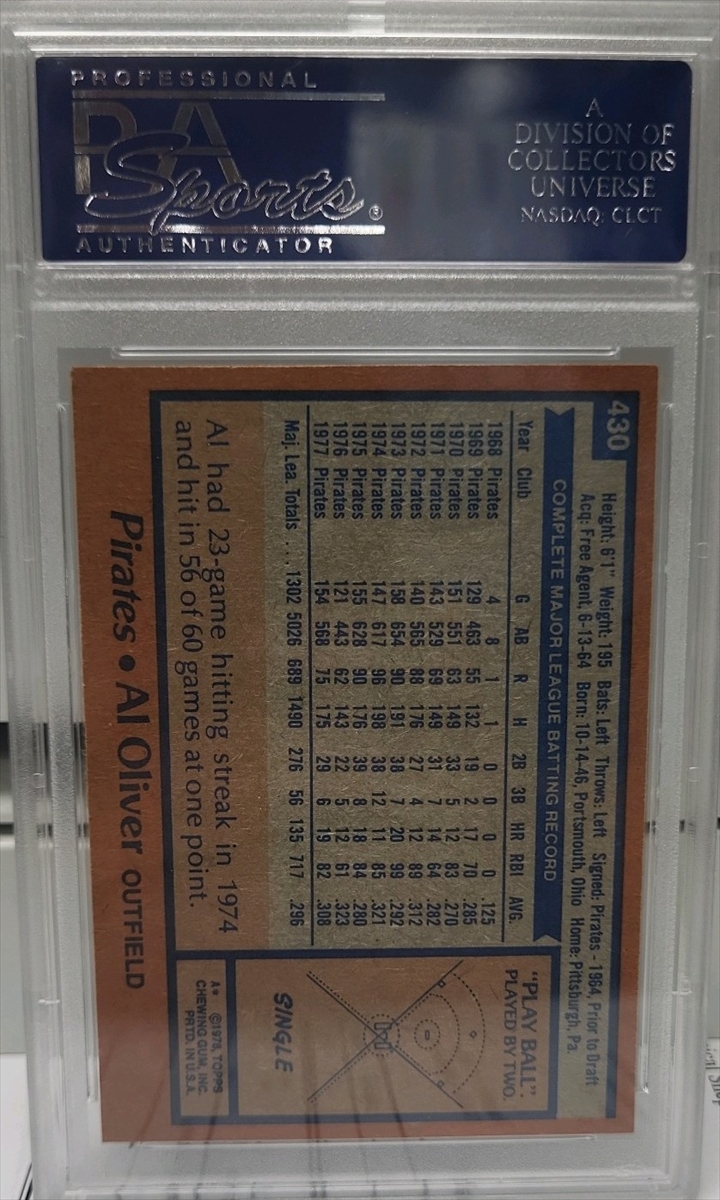 PROFESSIONAL
PSA
Sports®
AUTHENTICATOR
A
DIVISION OF
COLLECTORS
UNIVERSE
NASDAQ: CLCT
430
Height: 6'1" Weight: 195 Bats: Left Throws: Left Signed: Pirates - 1964, Prior to Draft
Acq: Free Agent, 6-13-64 Born: 10-14-46, Portsmouth, Ohio Home: Pittsburgh, Pa.
COMPLETE MAJOR LEAGUE BATTING RECORD
Year Club G AB R H 2B 3B HR RBI AVG.
1968 Pirates 4 8 1 1 0 0 0 0 .125
1969 Pirates 129 463 55 132 19 2 17 70 .285
1970 Pirates 151 551 63 149 33 5 12 83 .270
1971 Pirates 143 529 69 149 31 7 14 64 .282
1972 Pirates 140 565 88 176 27 4 12 89 .312
1973 Pirates 158 654 90 191 38 7 20 99 .292
1974 Pirates 147 617 96 198 38 12 11 85 .321
1975 Pirates 155 628 90 176 39 8 18 84 .280
1976 Pirates 121 443 62 143 22 5 12 61 .323
1977 Pirates 154 568 75 175 29 6 19 82 .308
Maj. Lea. Totals .... 1302 5026 689 1490 276 56 135 717 .296
Al had 23-game hitting streak in 1974
and hit in 56 of 60 games at one point.
"PLAY BALL":
PLAYED BY TWO.
SINGLE
A* ©1978, TOPPS
CHEWING GUM, INC.
PRTD. IN U.S.A.
Pirates • Al Oliver OUTFIELD